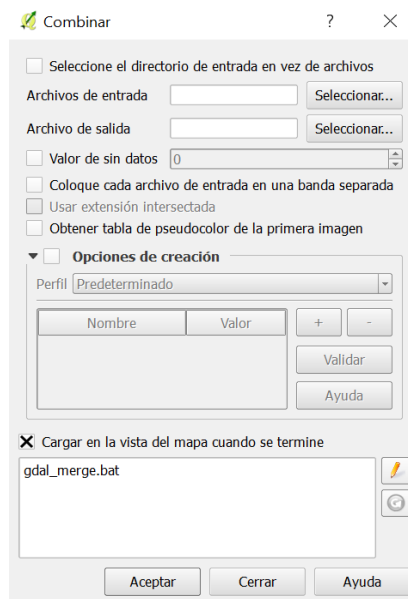 Combinar ? ×
Seleccione el directorio de entrada en vez de archivos
Archivos de entrada Seleccionar...
Archivo de salida Seleccionar...
Valor de sin datos 0
Coloque cada archivo de entrada en una banda separada
Usar extensión intersectada
Obtener tabla de pseudocolor de la primera imagen
Opciones de creación
Perfil Predeterminado
Nombre Valor + -
Validar
Ayuda
Cargar en la vista del mapa cuando se termine
gdal_merge.bat
Aceptar Cerrar Ayuda